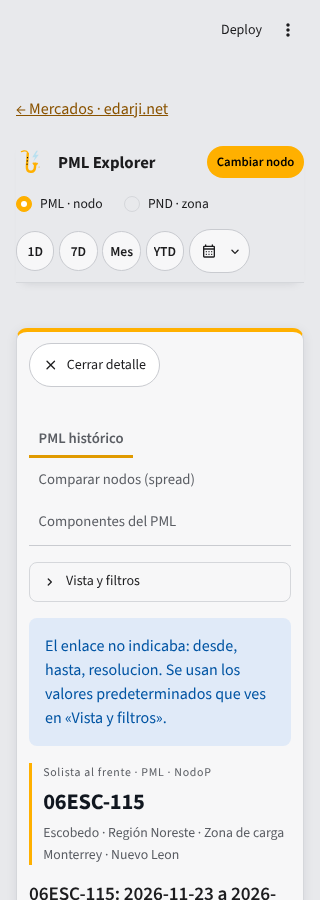 Deploy
← Mercados · edarji.net
PML Explorer
Cambiar nodo
PML · nodo
PND · zona
1D
7D
Mes
YTD
Cerrar detalle
PML histórico
Comparar nodos (spread)
Componentes del PML
Vista y filtros
El enlace no indicaba: desde,
hasta, resolucion. Se usan los
valores predeterminados que ves
en «Vista y filtros».
Solista al frente · PML · NodoP
06ESC-115
Escobedo · Región Noreste · Zona de carga
Monterrey · Nuevo Leon
06ESC-115: 2026-11-23 a 2026-